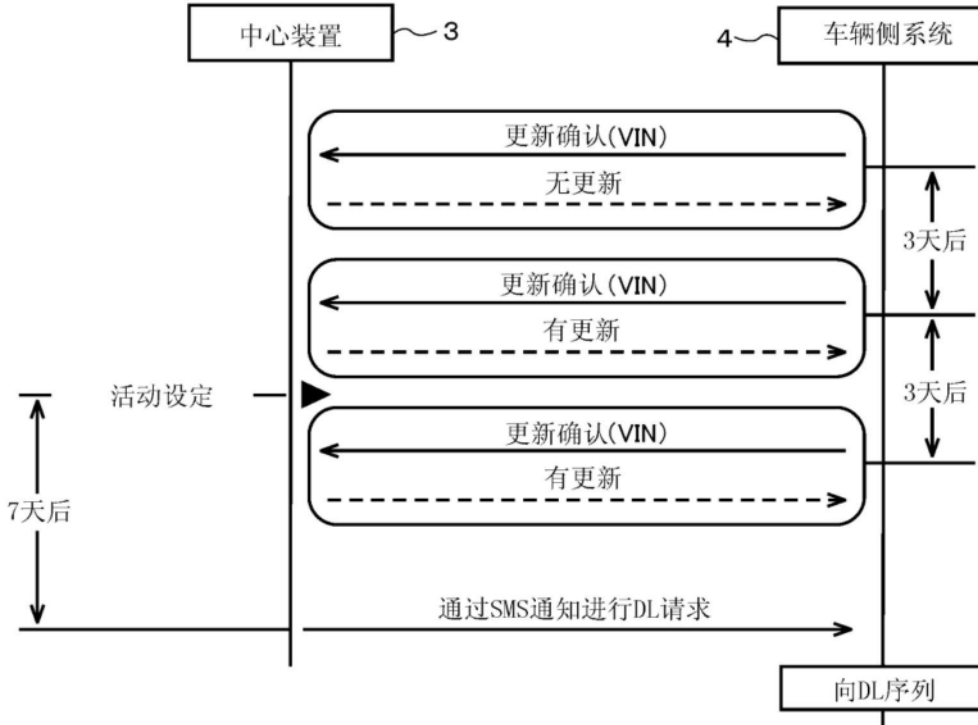 中心装置
3
4
车辆侧系统
更新确认(VIN)
无更新
3天后
更新确认(VIN)
有更新
活动设定
3天后
更新确认(VIN)
有更新
7天后
通过SMS通知进行DL请求
向DL序列